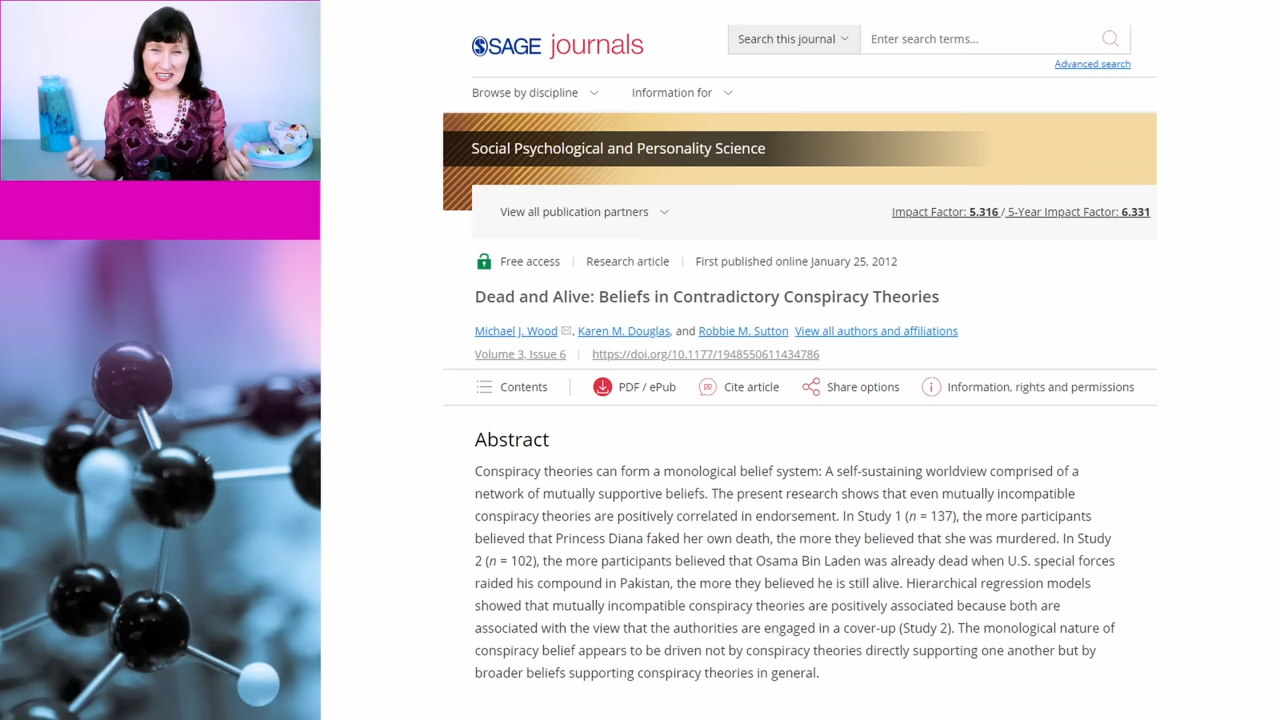 SAGE journals
Search this journal
Enter search terms...
Advanced search
Browse by discipline
Information for
Social Psychological and Personality Science
View all publication partners
Impact Factor: 5.316 / 5-Year Impact Factor: 6.331
Free access
Research article
First published online January 25, 2012
Dead and Alive: Beliefs in Contradictory Conspiracy Theories
Michael J. Wood, Karen M. Douglas, and Robbie M. Sutton View all authors and affiliations
Volume 3, Issue 6
https://doi.org/10.1177/1948550611434786
Contents
PDF / ePub
Cite article
Share options
Information, rights and permissions
Abstract
Conspiracy theories can form a monological belief system: A self-sustaining worldview comprised of a
network of mutually supportive beliefs. The present research shows that even mutually incompatible
conspiracy theories are positively correlated in endorsement. In Study 1 (n = 137), the more participants
believed that Princess Diana faked her own death, the more they believed that she was murdered. In Study
2 (n = 102), the more participants believed that Osama Bin Laden was already dead when U.S. special forces
raided his compound in Pakistan, the more they believed he is still alive. Hierarchical regression models
showed that mutually incompatible conspiracy theories are positively associated because both are
associated with the view that the authorities are engaged in a cover-up (Study 2). The monological nature of
conspiracy belief appears to be driven not by conspiracy theories directly supporting one another but by
broader beliefs supporting conspiracy theories in general.